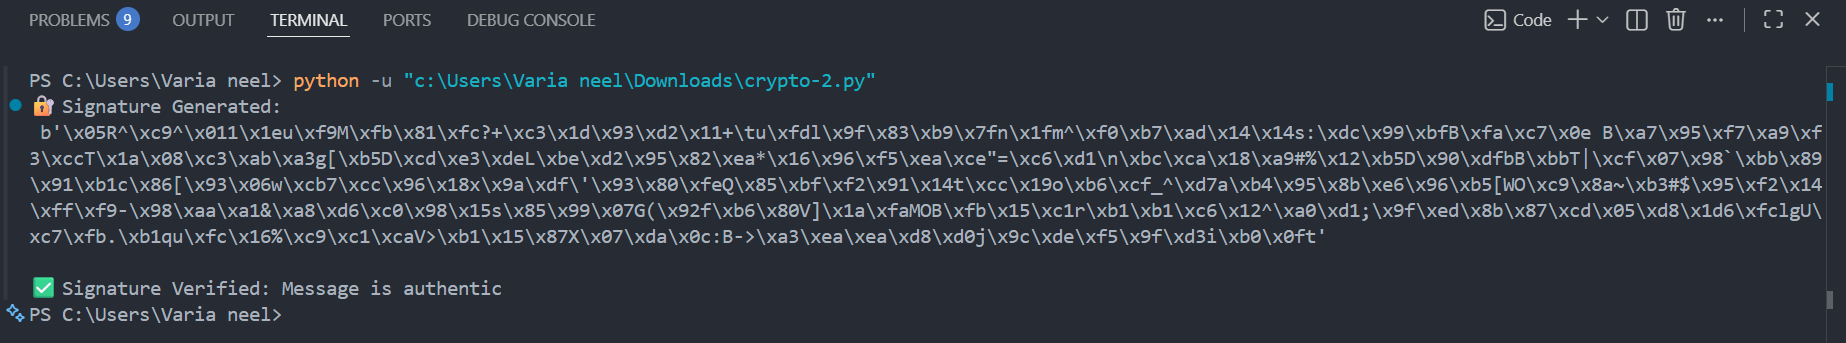 PROBLEMS 9 OUTPUT TERMINAL PORTS DEBUG CONSOLE Code
PS C:\Users\Varia neel> python -u "c:\Users\Varia neel\Downloads\crypto-2.py"
🔐 Signature Generated:
b'\x05R^\xc9^\x011\x1eu\xf9M\xfb\x81\xfc?+\xc3\x1d\x93\xd2\x11+\tu\xfdl\x9f\x83\xb9\x7fn\x1fm^\xf0\xb7\xad\x14\x14s:\xdc\x99\xbfB\xfa\xc7\x0e B\xa7\x95\xf7\xa9\xf
3\xccT\x1a\x08\xc3\xab\xa3g[\xb5D\xcd\xe3\xdeL\xbe\xd2\x95\x82\xea*\x16\x96\xf5\xea\xce"=\xc6\xd1\n\xbc\xca\x18\xa9#%\x12\xb5D\x90\xdfbB\xbbT|\xcf\x07\x98`\xbb\x89
\x91\xb1c\x86[\x93\x06w\xcb7\xcc\x96\x18x\x9a\xdf\'\x93\x80\xfeQ\x85\xbf\xf2\x91\x14t\xcc\x19o\xb6\xcf_^\xd7a\xb4\x95\x8b\xe6\x96\xb5[WO\xc9\x8a~\xb3#$\x95\xf2\x14
\xff\xf9-\x98\xaa\xa1&\xa8\xd6\xc0\x98\x15s\x85\x99\x07G(\x92f\xb6\x80V]\x1a\xfaMOB\xfb\x15\xc1r\xb1\xb1\xc6\x12^\xa0\xd1;\x9f\xed\x8b\x87\xcd\x05\xd8\x1d6\xfclgU\
xc7\xfb.\xb1qu\xfc\x16%\xc9\xc1\xcaV>\xb1\x15\x87X\x07\xda\x0c:B->\xa3\xea\xea\xd8\xd0j\x9c\xde\xf5\x9f\xd3i\xb0\x0ft'
✅ Signature Verified: Message is authentic
PS C:\Users\Varia neel>